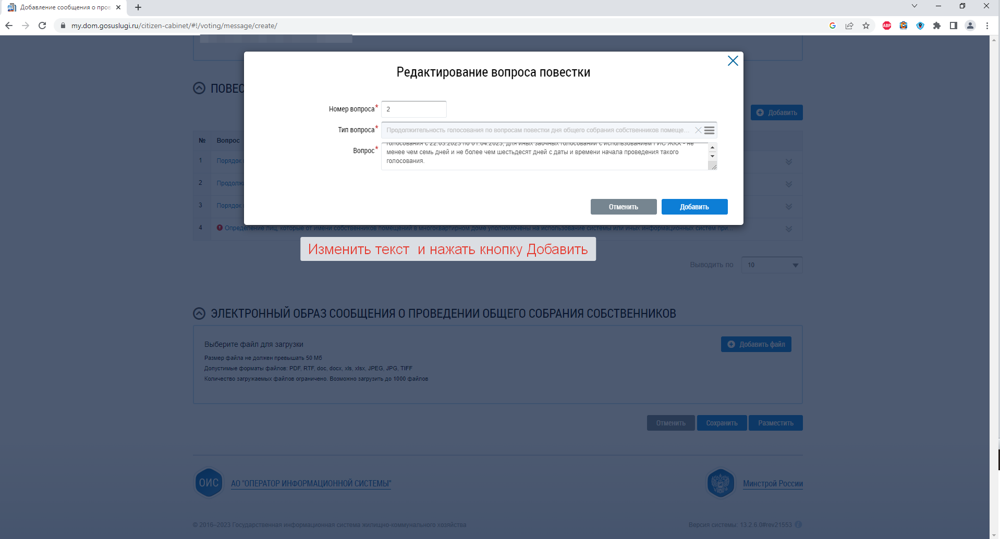 Добавление сообщения о пров
my.dom.gosuslugi.ru/citizen-cabinet/#!/voting/message/create/
ABP
Редактирование вопроса повестки
ПОВЕС
Номер вопроса* 2
Добавить
Тип вопроса* Продолжительность голосования по вопросам повестки дня общего собрания собственников помеще...
№ Вопрос
Вопрос* голосования с 22.03.2023 по 01.04.2023, для иных заочных голосований с использованием ГИС ЖКХ - не
менее чем семь дней и не более чем шестьдесят дней с даты и времени начала проведения такого
голосования.
1 Порядок
2 Продолж
3 Порядок
Отменить Добавить
4 Определение лиц, которые от имени собственников помещений в многоквартирном доме уполномочены на использование системы или иных информационных систем при...
Изменить текст и нажать кнопку Добавить
Выводить по 10
ЭЛЕКТРОННЫЙ ОБРАЗ СООБЩЕНИЯ О ПРОВЕДЕНИИ ОБЩЕГО СОБРАНИЯ СОБСТВЕННИКОВ
Выберите файл для загрузки
Добавить файл
Размер файла не должен превышать 50 Мб
Допустимые форматы файлов: PDF, RTF, doc, docx, xls, xlsx, JPEG, JPG, TIFF
Количество загружаемых файлов ограничено. Возможно загрузить до 1000 файлов
Отменить Сохранить Разместить
ОИС АО "ОПЕРАТОР ИНФОРМАЦИОННОЙ СИСТЕМЫ"
Минстрой России
© 2016–2023 Государственная информационная система жилищно-коммунального хозяйства
Версия системы: 13.2.6.0#rev21553